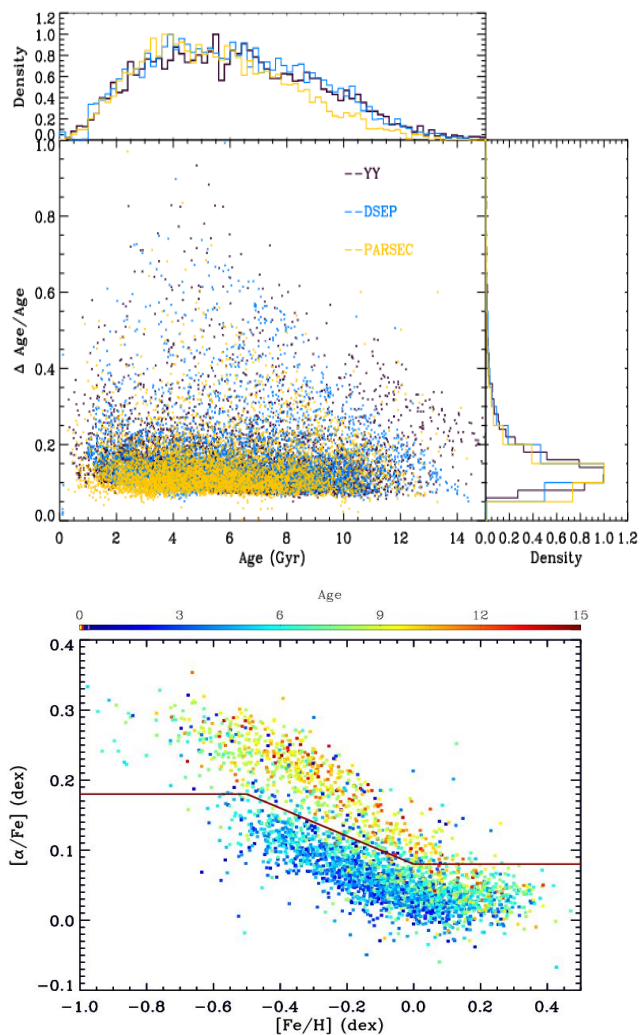 Density
1.2
1.0
0.8
0.6
0.4
0.2
0.0
Δ Age/Age
1.0
0.8
0.6
0.4
0.2
0.0
YY
DSEP
PARSEC
0 2 4 6 8 10 12 14
Age (Gyr)
0.0 0.2 0.4 0.6 0.8 1.0 1.2
Density
Age
0 3 6 9 12 15
[α/Fe] (dex)
0.4
0.3
0.2
0.1
0.0
-0.1
-1.0 -0.8 -0.6 -0.4 -0.2 0.0 0.2 0.4
[Fe/H] (dex)